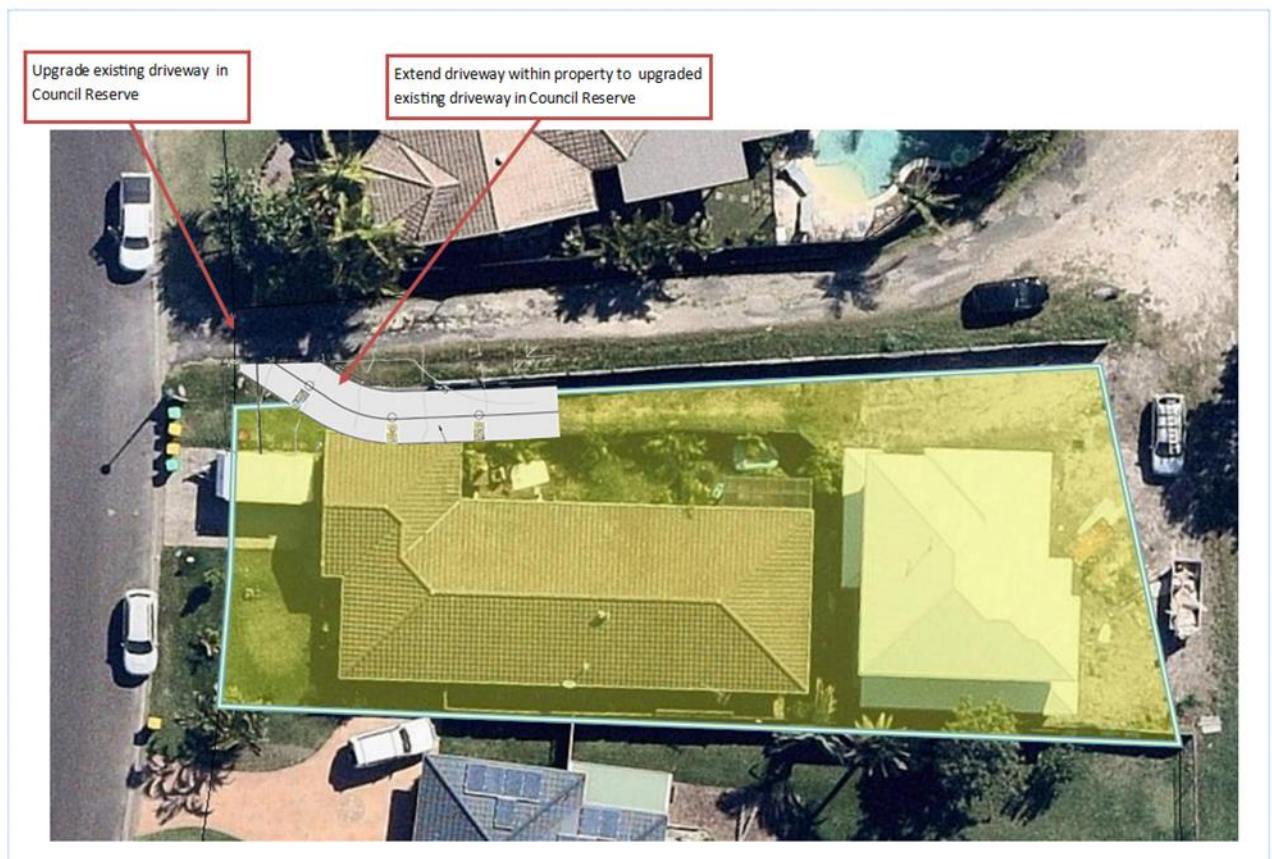 Upgrade existing driveway in
Council Reserve
Extend driveway within property to upgraded
existing driveway in Council Reserve